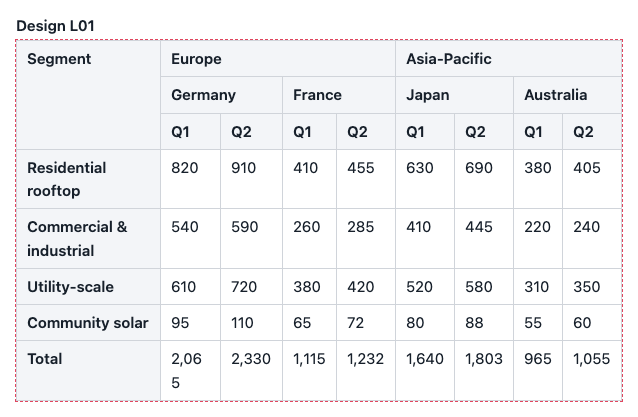 Design L01
Segment Europe Asia-Pacific
Germany France Japan Australia
Q1 Q2 Q1 Q2 Q1 Q2 Q1 Q2
Residential rooftop 820 910 410 455 630 690 380 405
Commercial & industrial 540 590 260 285 410 445 220 240
Utility-scale 610 720 380 420 520 580 310 350
Community solar 95 110 65 72 80 88 55 60
Total 2,065 2,330 1,115 1,232 1,640 1,803 965 1,055